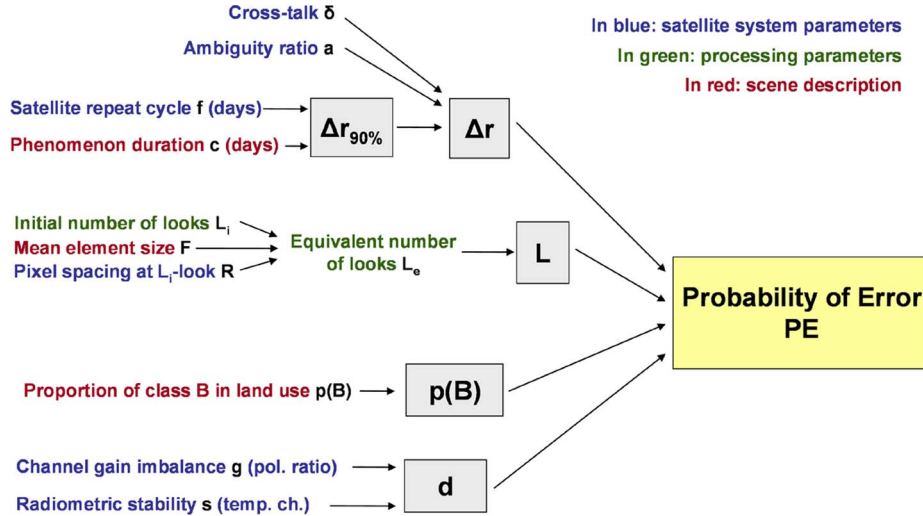 Cross-talk δ
Ambiguity ratio a
In blue: satellite system parameters
In green: processing parameters
In red: scene description
Satellite repeat cycle f (days)
Phenomenon duration c (days)
Δr90%
Δr
Initial number of looks Li
Mean element size F
Pixel spacing at Li-look R
Equivalent number
of looks Le
L
Probability of Error
PE
Proportion of class B in land use p(B)
p(B)
Channel gain imbalance g (pol. ratio)
Radiometric stability s (temp. ch.)
d